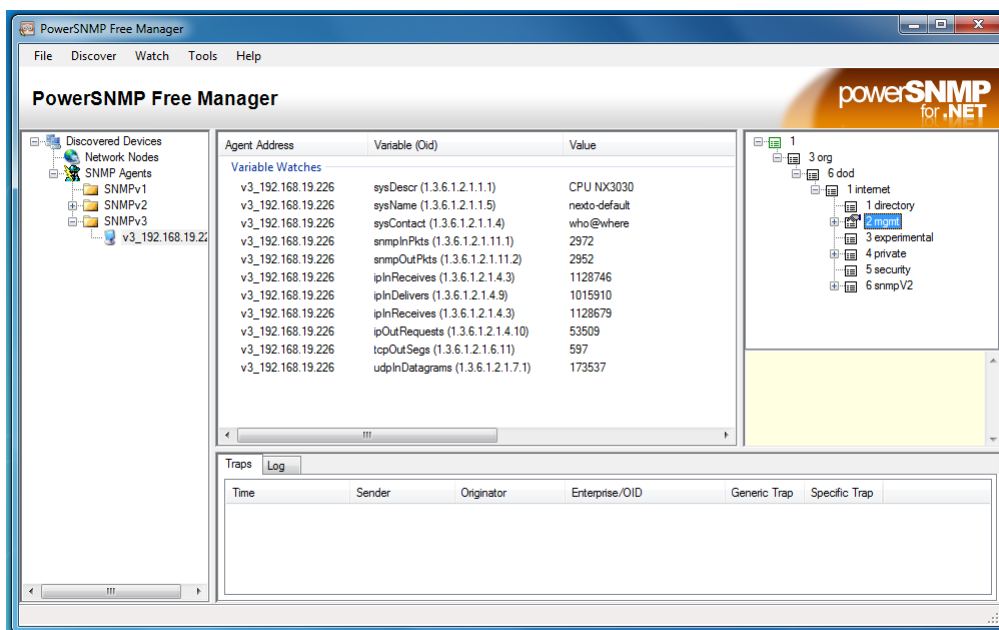 PowerSNMP Free Manager
File Discover Watch Tools Help
PowerSNMP Free Manager
powerSNMP
for .NET
Discovered Devices
Network Nodes
SNMP Agents
SNMPv1
SNMPv2
SNMPv3
v3_192.168.19.22
Agent Address Variable (Oid) Value
Variable Watches
v3_192.168.19.226 sysDescr (1.3.6.1.2.1.1.1) CPU NX3030
v3_192.168.19.226 sysName (1.3.6.1.2.1.1.5) nexto-default
v3_192.168.19.226 sysContact (1.3.6.1.2.1.1.4) who@where
v3_192.168.19.226 snmpInPkts (1.3.6.1.2.1.11.1) 2972
v3_192.168.19.226 snmpOutPkts (1.3.6.1.2.1.11.2) 2952
v3_192.168.19.226 ipInReceives (1.3.6.1.2.1.4.3) 1128746
v3_192.168.19.226 ipInDelivers (1.3.6.1.2.1.4.9) 1015910
v3_192.168.19.226 ipInReceives (1.3.6.1.2.1.4.3) 1128679
v3_192.168.19.226 ipOutRequests (1.3.6.1.2.1.4.10) 53509
v3_192.168.19.226 tcpOutSegs (1.3.6.1.2.1.6.11) 597
v3_192.168.19.226 udpInDatagrams (1.3.6.1.2.1.7.1) 173537
1
3 org
6 dod
1 internet
1 directory
2 mgmt
3 experimental
4 private
5 security
6 snmpV2
Traps Log
Time Sender Originator Enterprise/OID Generic Trap Specific Trap